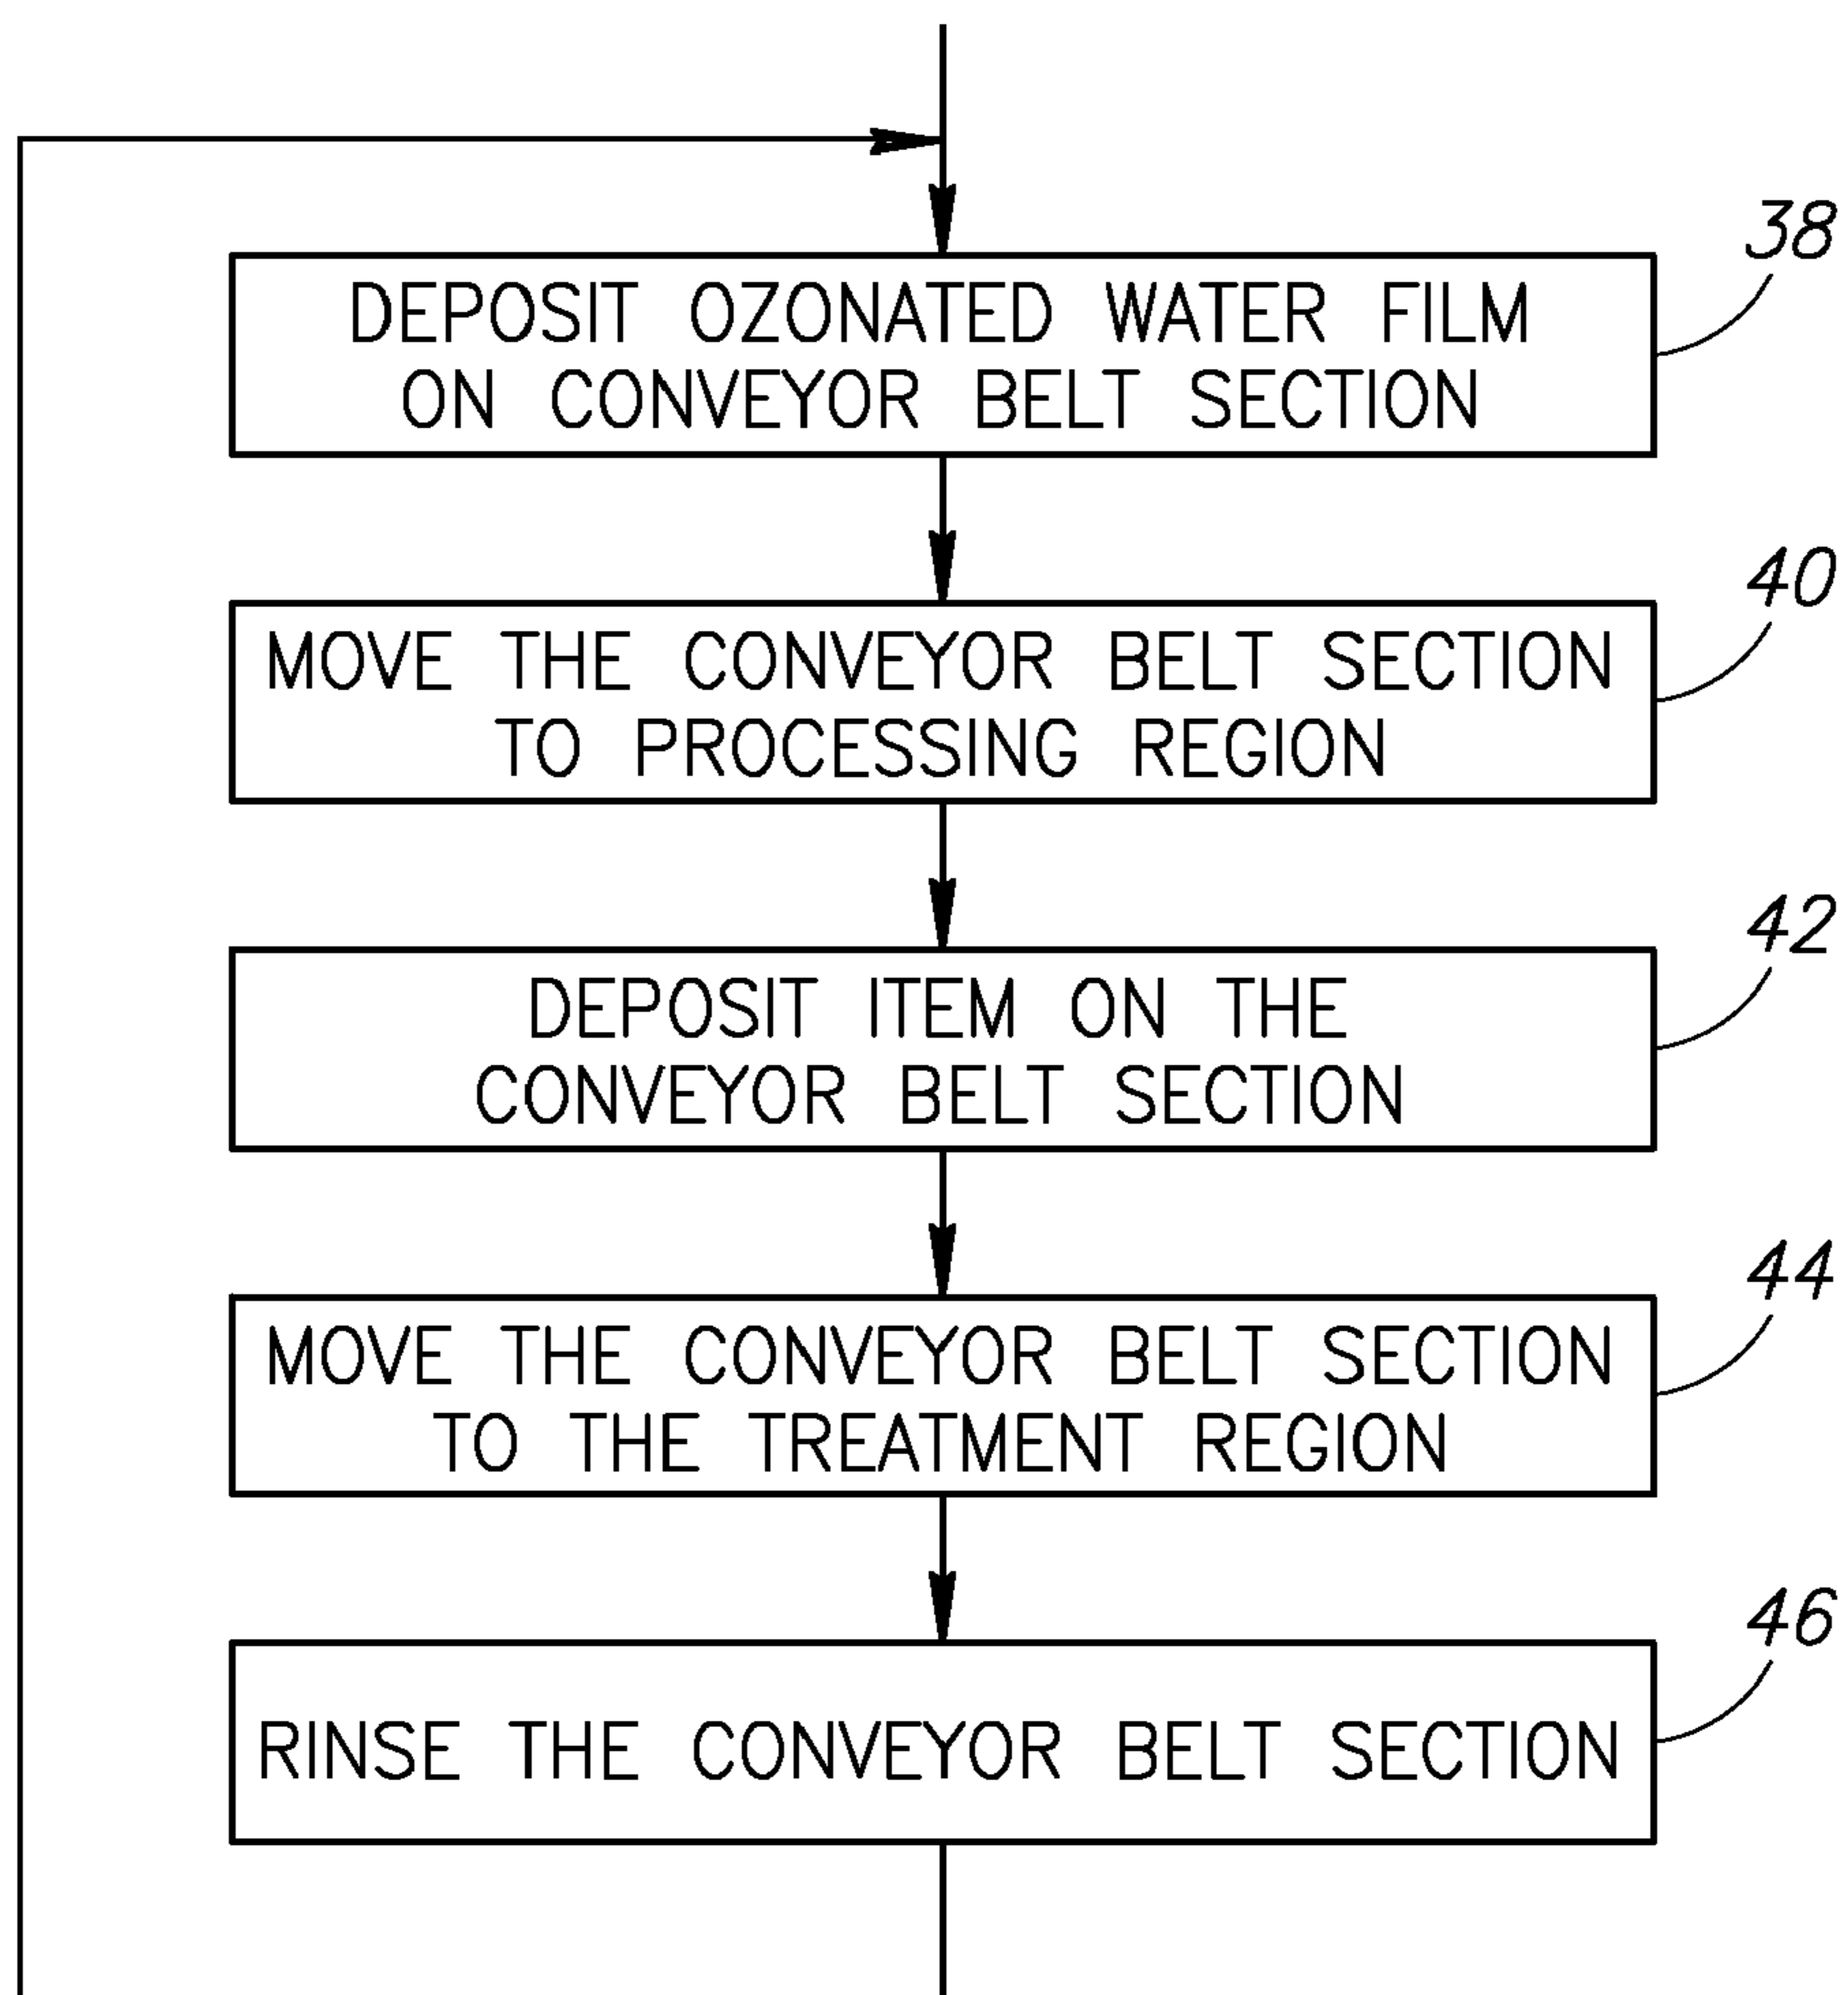 38
DEPOSIT OZONATED WATER FILM
ON CONVEYOR BELT SECTION
40
MOVE THE CONVEYOR BELT SECTION
TO PROCESSING REGION
42
DEPOSIT ITEM ON THE
CONVEYOR BELT SECTION
44
MOVE THE CONVEYOR BELT SECTION
TO THE TREATMENT REGION
46
RINSE THE CONVEYOR BELT SECTION